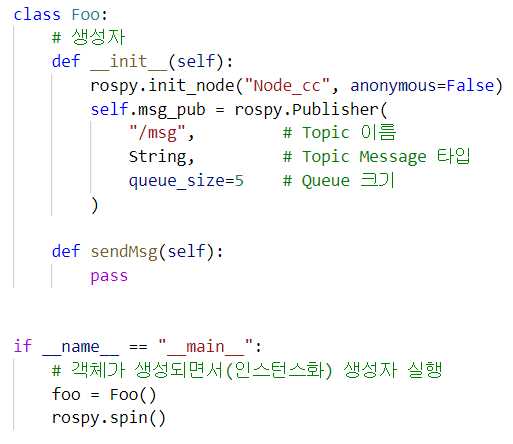 class Foo:
    # 생성자
    def __init__(self):
        rospy.init_node("Node_cc", anonymous=False)
        self.msg_pub = rospy.Publisher(
            "/msg",         # Topic 이름
            String,         # Topic Message 타입
            queue_size=5    # Queue 크기
        )

    def sendMsg(self):
        pass


if __name__ == "__main__":
    # 객체가 생성되면서(인스턴스화) 생성자 실행
    foo = Foo()
    rospy.spin()